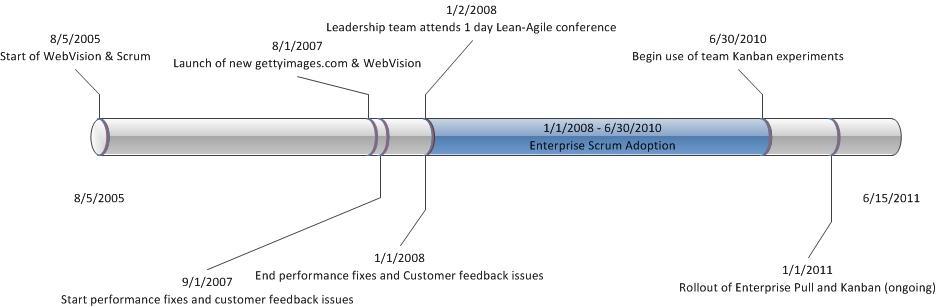 1/2/2008
Leadership team attends 1 day Lean-Agile conference
8/5/2005
Start of WebVision & Scrum
8/1/2007
Launch of new gettyimages.com & WebVision
6/30/2010
Begin use of team Kanban experiments
1/1/2008 - 6/30/2010
Enterprise Scrum Adoption
8/5/2005
6/15/2011
9/1/2007
Start performance fixes and customer feedback issues
1/1/2008
End performance fixes and Customer feedback issues
1/1/2011
Rollout of Enterprise Pull and Kanban (ongoing)